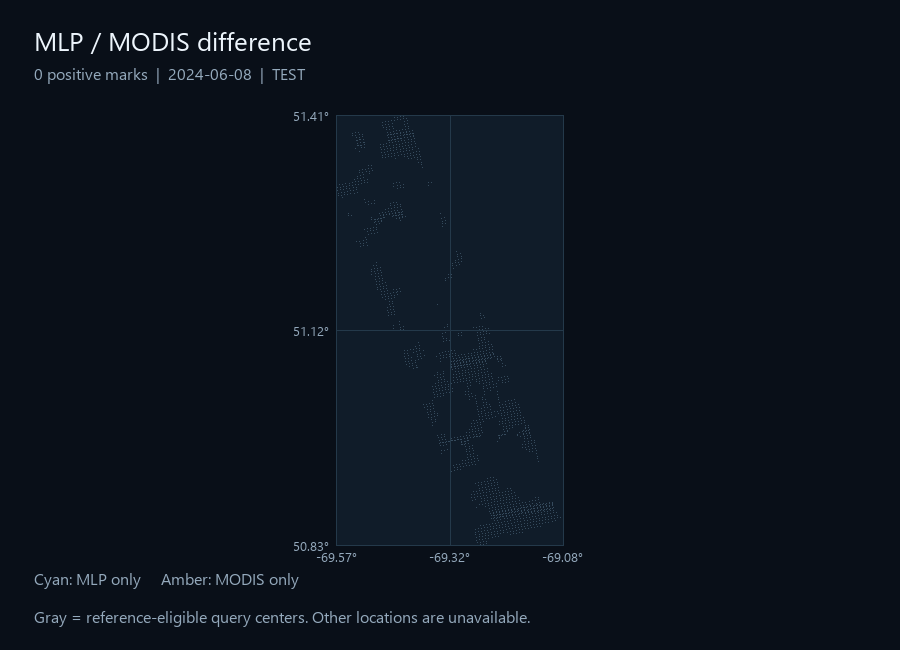 MLP / MODIS difference
0 positive marks | 2024-06-08 | TEST
51.41°
51.12°
50.83°
-69.57° -69.32° -69.08°
Cyan: MLP only Amber: MODIS only
Gray = reference-eligible query centers. Other locations are unavailable.